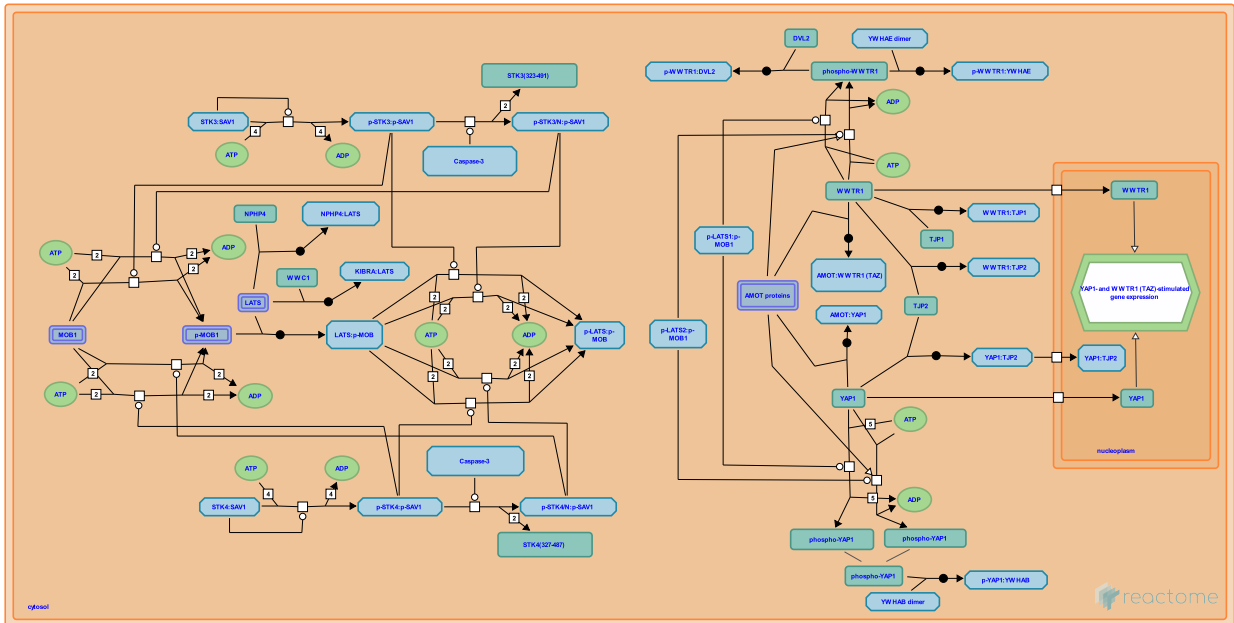 DVL2
YWHAE dimer
p-WWTR1:DVL2
phospho-WWTR1
p-WWTR1:YWHAE
STK3(323-491)
ADP
2
STK3:SAV1
p-STK3:p-SAV1
p-STK3/N:p-SAV1
4
4
ATP
ADP
Caspase-3
ATP
WWTR1
WWTR1
NPHP4
NPHP4:LATS
WWTR1:TJP1
p-LATS1:p-
MOB1
TJP1
ATP
2
2
ADP
2
2
KIBRA:LATS
WWC1
WWTR1:TJP2
AMOT:WWTR1 (TAZ)
AMOT proteins
YAP1- and WWTR1 (TAZ)-stimulated
gene expression
LATS
2
2
2
2
TJP2
AMOT:YAP1
MOB1
p-MOB1
LATS:p-MOB
ATP
ADP
p-LATS:p-
MOB
p-LATS2:p-
MOB1
YAP1:TJP2
YAP1:TJP2
2
2
2
2
2
2
ATP
2
2
ADP
YAP1
YAP1
ATP
5
nucleoplasm
ATP
ADP
Caspase-3
4
4
STK4:SAV1
p-STK4:p-SAV1
p-STK4/N:p-SAV1
2
5
ADP
STK4(327-487)
phospho-YAP1
phospho-YAP1
phospho-YAP1
p-YAP1:YWHAB
YWHAB dimer
cytosol
reactome